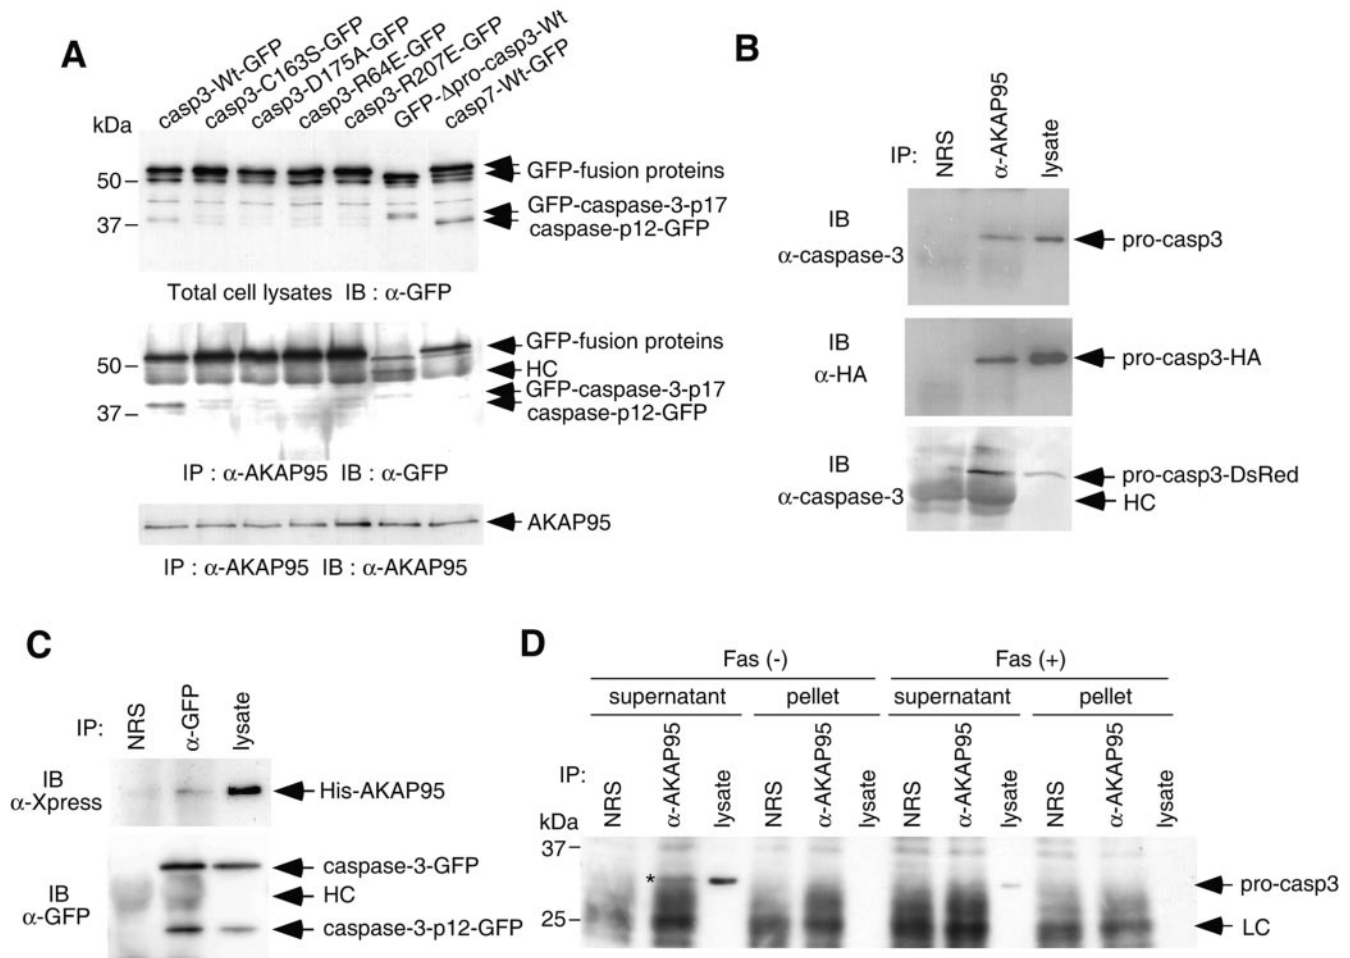 A
casp3-Wt-GFP
casp3-C163S-GFP
casp3-D175A-GFP
casp3-R64E-GFP
casp3-R207E-GFP
GFP-Δpro-casp3-Wt
casp7-Wt-GFP
kDa
50
37
GFP-fusion proteins
GFP-caspase-3-p17
caspase-p12-GFP
Total cell lysates IB : α-GFP
50
37
GFP-fusion proteins
HC
GFP-caspase-3-p17
caspase-p12-GFP
IP : α-AKAP95 IB : α-GFP
AKAP95
IP : α-AKAP95 IB : α-AKAP95
B
IP: NRS α-AKAP95 lysate
IB
α-caspase-3
pro-casp3
IB
α-HA
pro-casp3-HA
IB
α-caspase-3
pro-casp3-DsRed
HC
C
IP: NRS α-GFP lysate
IB
α-Xpress
His-AKAP95
IB
α-GFP
caspase-3-GFP
HC
caspase-3-p12-GFP
D
Fas (-) Fas (+)
supernatant pellet supernatant pellet
IP: NRS α-AKAP95 lysate NRS α-AKAP95 lysate NRS α-AKAP95 lysate NRS α-AKAP95 lysate
kDa
37
25
*
pro-casp3
LC